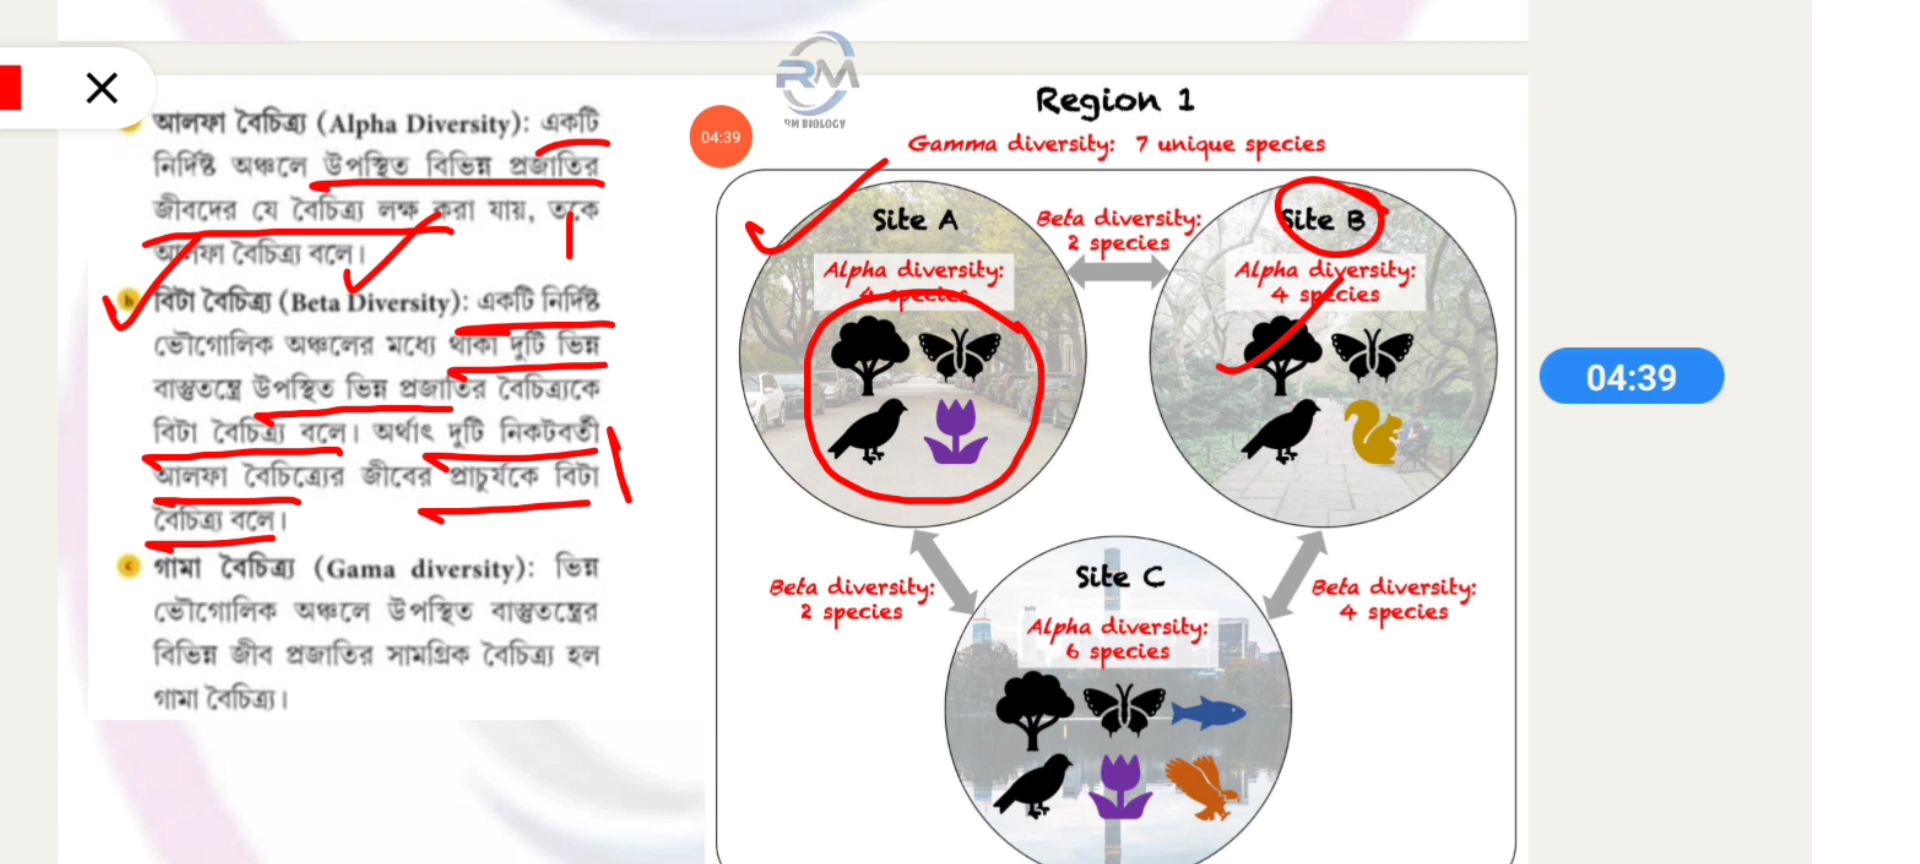 আলফা বৈচিত্র্য (Alpha Diversity): একটি
নির্দিষ্ট অঞ্চলে উপস্থিত বিভিন্ন প্রজাতির
জীবদের যে বৈচিত্র্য লক্ষ করা যায়, তকে
আলফা বৈচিত্র্য বলে।
b বিটা বৈচিত্র্য (Beta Diversity): একটি নির্দিষ্ট
ভৌগোলিক অঞ্চলের মধ্যে থাকা দুটি ভিন্ন
বাস্তুতন্ত্রে উপস্থিত ভিন্ন প্রজাতির বৈচিত্র্যকে
বিটা বৈচিত্র্য বলে। অর্থাৎ দুটি নিকটবর্তী
আলফা বৈচিত্র্যের জীবের প্রাচুর্যকে বিটা
বৈচিত্র্য বলে।
c গামা বৈচিত্র্য (Gama diversity): ভিন্ন
ভৌগোলিক অঞ্চলে উপস্থিত বাস্তুতন্ত্রের
বিভিন্ন জীব প্রজাতির সামগ্রিক বৈচিত্র্য হল
গামা বৈচিত্র্য।
RM
RM BIOLOGY
04:39
Region 1
Gamma diversity: 7 unique species
Site A
Alpha diversity:
4 species
Beta diversity:
2 species
Site B
Alpha diversity:
4 species
Beta diversity:
2 species
Site C
Alpha diversity:
6 species
Beta diversity:
4 species
04:39